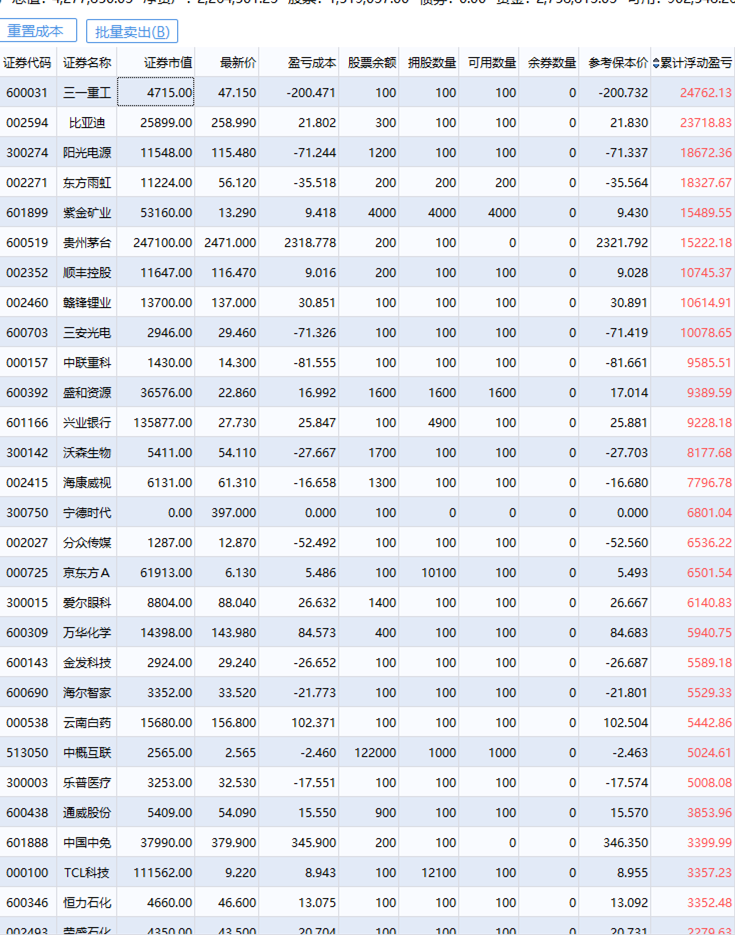 重置成本 批量卖出(B)
证券代码 证券名称 证券市值 最新价 盈亏成本 股票余额 拥股数量 可用数量 余券数量 参考保本价 累计浮动盈亏
600031 三一重工 4715.00 47.150 -200.471 100 100 100 0 -200.732 24762.13
002594 比亚迪 25899.00 258.990 21.802 300 100 100 0 21.830 23718.83
300274 阳光电源 11548.00 115.480 -71.244 1200 100 100 0 -71.337 18672.36
002271 东方雨虹 11224.00 56.120 -35.518 200 200 200 0 -35.564 18327.67
601899 紫金矿业 53160.00 13.290 9.418 4000 4000 4000 0 9.430 15489.55
600519 贵州茅台 247100.00 2471.000 2318.778 200 100 0 0 2321.792 15222.18
002352 顺丰控股 11647.00 116.470 9.016 200 100 100 0 9.028 10745.37
002460 赣锋锂业 13700.00 137.000 30.851 100 100 100 0 30.891 10614.91
600703 三安光电 2946.00 29.460 -71.326 100 100 100 0 -71.419 10078.65
000157 中联重科 1430.00 14.300 -81.555 100 100 100 0 -81.661 9585.51
600392 盛和资源 36576.00 22.860 16.992 1600 1600 1600 0 17.014 9389.59
601166 兴业银行 135877.00 27.730 25.847 100 4900 100 0 25.881 9228.18
300142 沃森生物 5411.00 54.110 -27.667 1700 100 100 0 -27.703 8177.68
002415 海康威视 6131.00 61.310 -16.658 1300 100 100 0 -16.680 7796.78
300750 宁德时代 0.00 397.000 0.000 100 0 0 0 0.000 6801.04
002027 分众传媒 1287.00 12.870 -52.492 100 100 100 0 -52.560 6536.22
000725 京东方A 61913.00 6.130 5.486 100 10100 100 0 5.493 6501.54
300015 爱尔眼科 8804.00 88.040 26.632 1400 100 100 0 26.667 6140.83
600309 万华化学 14398.00 143.980 84.573 400 100 100 0 84.683 5940.75
600143 金发科技 2924.00 29.240 -26.652 100 100 100 0 -26.687 5589.18
600690 海尔智家 3352.00 33.520 -21.773 100 100 100 0 -21.801 5529.33
000538 云南白药 15680.00 156.800 102.371 100 100 100 0 102.504 5442.86
513050 中概互联 2565.00 2.565 -2.460 122000 1000 1000 0 -2.463 5024.61
300003 乐普医疗 3253.00 32.530 -17.551 100 100 100 0 -17.574 5008.08
600438 通威股份 5409.00 54.090 15.550 900 100 100 0 15.570 3853.96
601888 中国中免 37990.00 379.900 345.900 200 100 0 0 346.350 3399.99
000100 TCL科技 111562.00 9.220 8.943 100 12100 100 0 8.955 3357.23
600346 恒力石化 4660.00 46.600 13.075 100 100 100 0 13.092 3352.48
002493 荣盛石化 4350.00 43.500 20.704 100 100 100 0 20.731 2279.63